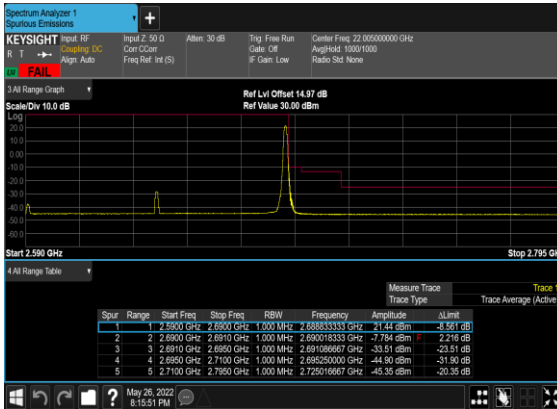 Spectrum Analyzer 1
Spurious Emissions
KEYSIGHT Input: RF Input Z: 50 Ω Atten: 30 dB Trig: Free Run Center Freq: 22.005000000 GHz
R T Coupling: DC Corr CCorr Gate: Off Avg|Hold: 1000/1000
Align: Auto Freq Ref: Int (S) IF Gain: Low Radio Std: None
LXI FAIL
3 All Range Graph
Ref Lvl Offset 14.97 dB
Scale/Div 10.0 dB Ref Value 30.00 dBm
Log
20.0
10.0
0.00
-10.0
-20.0
-30.0
-40.0
-50.0
-60.0
Start 2.590 GHz Stop 2.795 GH
4 All Range Table
Measure Trace Trace 1
Trace Type Trace Average (Active
Spur Range Start Freq Stop Freq RBW Frequency Amplitude ΔLimit
1 1 2.5900 GHz 2.6900 GHz 1.000 MHz 2.688833333 GHz 21.44 dBm -8.561 dB
2 2 2.6900 GHz 2.6910 GHz 1.000 MHz 2.690018333 GHz -7.784 dBm F 2.216 dB
3 3 2.6910 GHz 2.6950 GHz 1.000 MHz 2.691086667 GHz -33.51 dBm -23.51 dB
4 4 2.6950 GHz 2.7100 GHz 1.000 MHz 2.695250000 GHz -44.90 dBm -31.90 dB
5 5 2.7100 GHz 2.7950 GHz 1.000 MHz 2.725016667 GHz -45.35 dBm -20.35 dB
May 26, 2022
8:15:51 PM